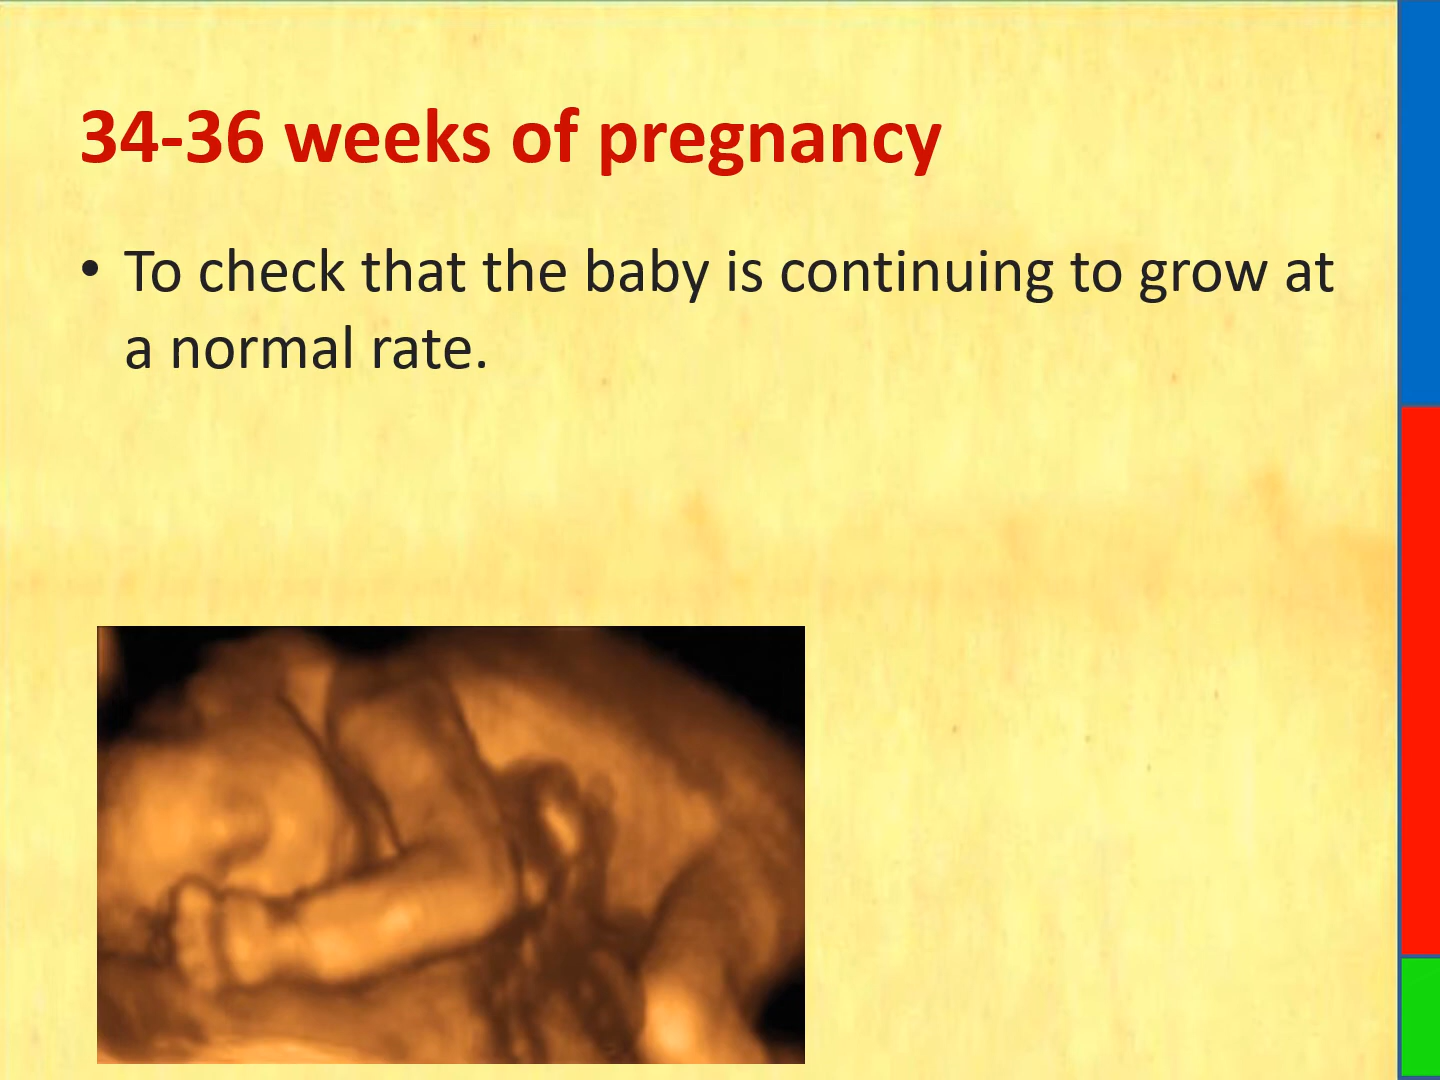 34-36 weeks of pregnancy
• To check that the baby is continuing to grow at
a normal rate.